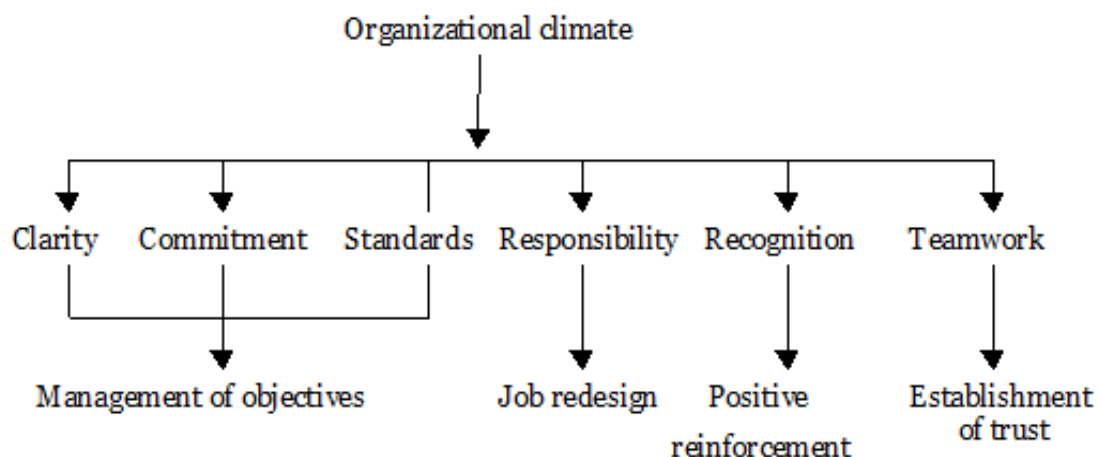 Organizational climate
Clarity Commitment Standards Responsibility Recognition Teamwork
Management of objectives Job redesign Positive Establishment
reinforcement of trust